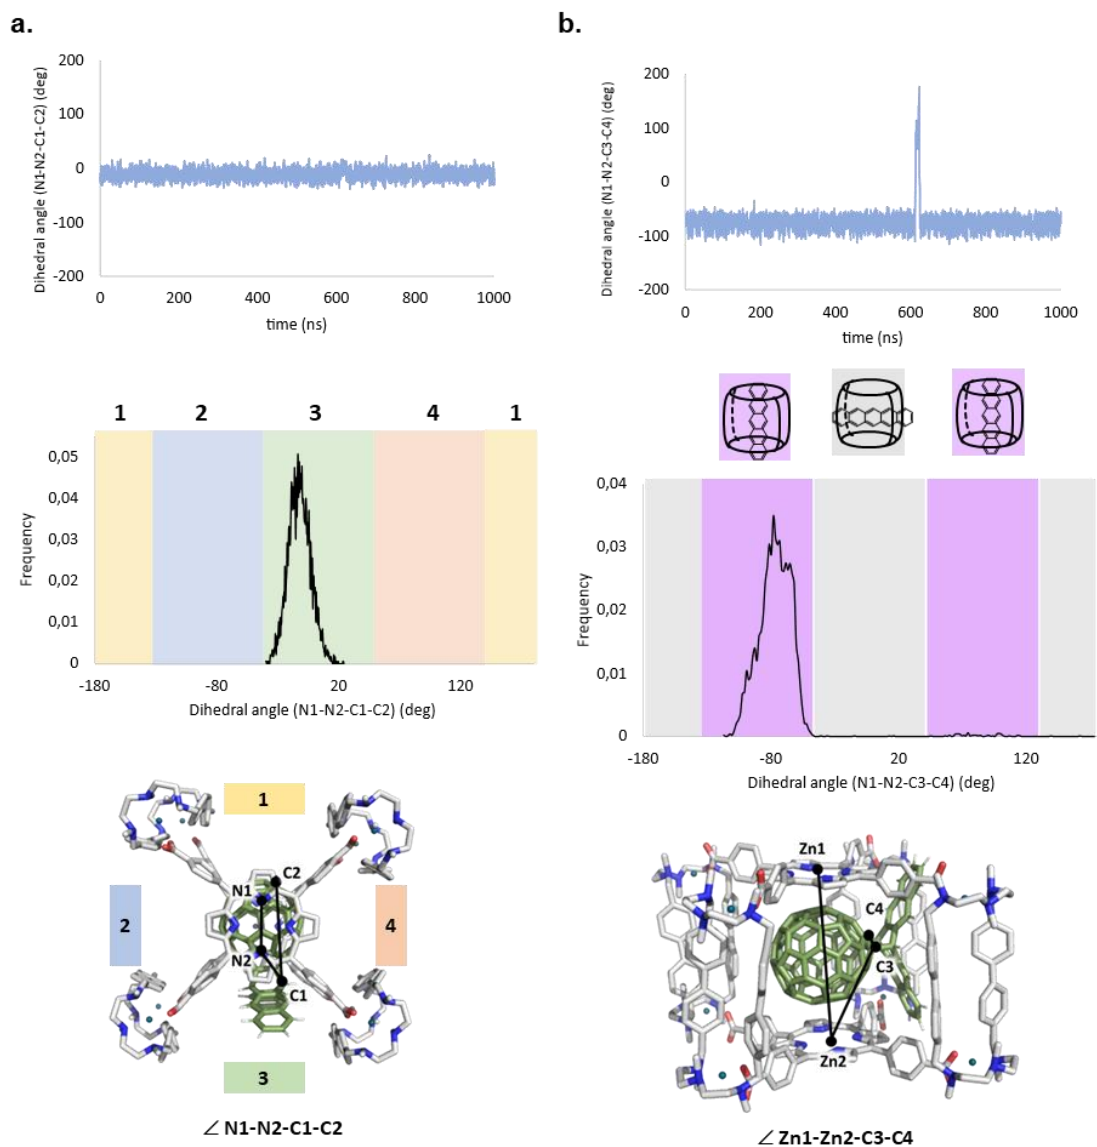 a.
b.
Dihedral angle (N1-N2-C1-C2) (deg)
200
100
0
-100
-200
0 200 400 600 800 1000
time (ns)
Dihedral angle (N1-N2-C3-C4) (deg)
200
100
0
-100
-200
0 200 400 600 800 1000
time (ns)
1 2 3 4 1
Frequency
0,05
0,04
0,03
0,02
0,01
0
-180 -80 20 120
Dihedral angle (N1-N2-C1-C2) (deg)
Frequency
0,04
0,03
0,02
0,01
0
-180 -80 20 120
Dihedral angle (N1-N2-C3-C4) (deg)
1
C2
N1
2
4
N2
C1
3
∠ N1-N2-C1-C2
Zn1
C4
C3
Zn2
∠ Zn1-Zn2-C3-C4